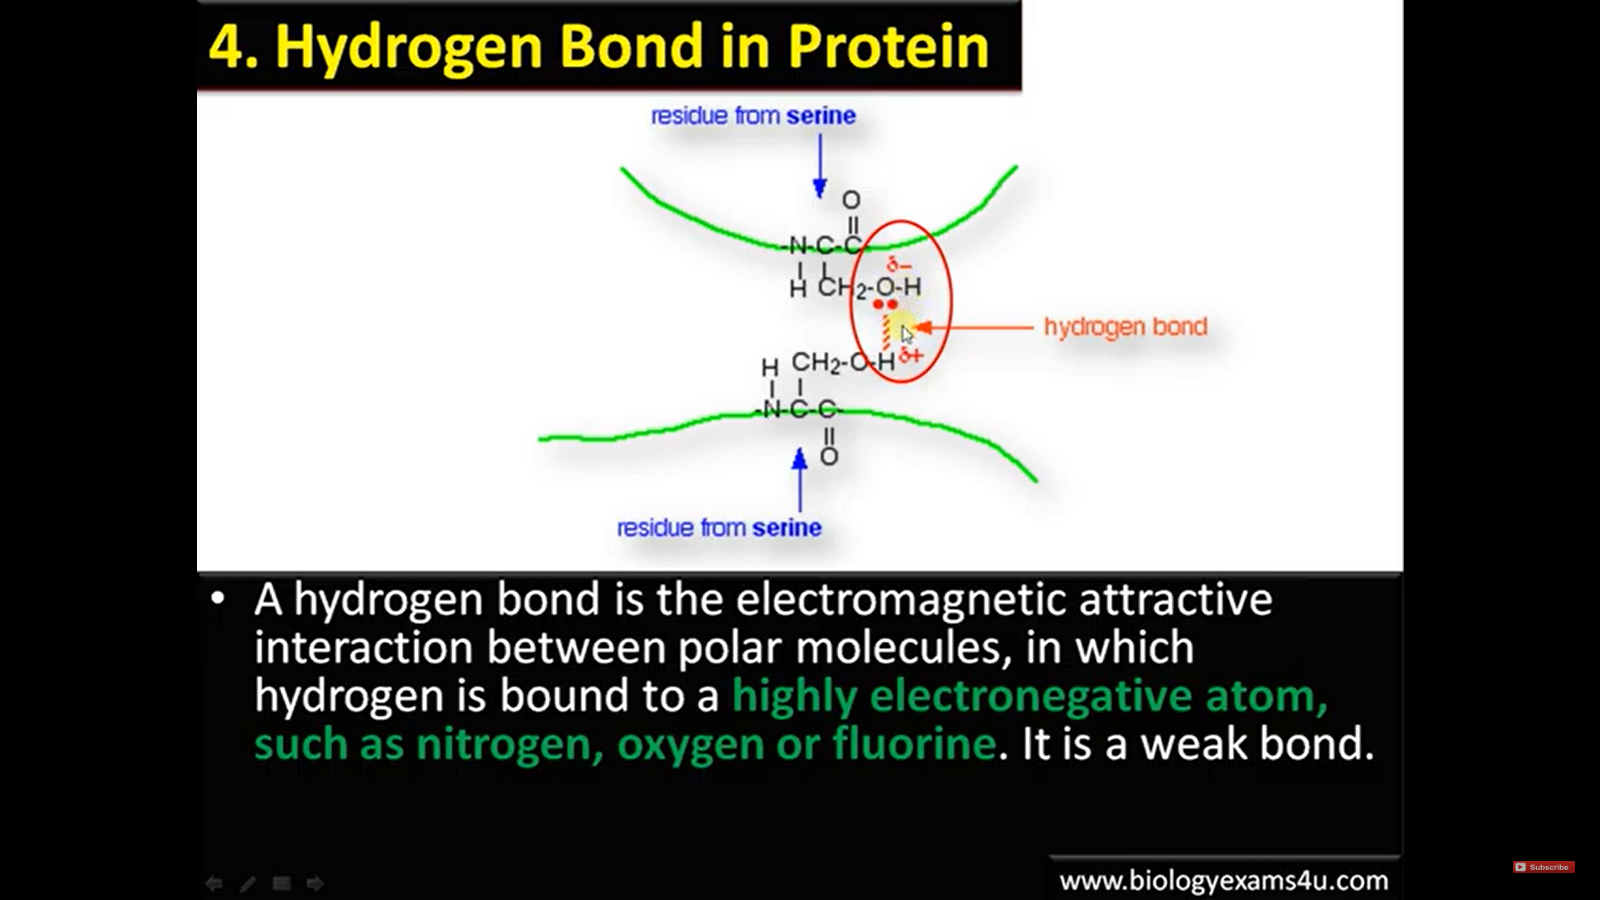 4. Hydrogen Bond in Protein
residue from serine
O
||
-N-C-C-
| |
δ–
H CH2-O-H
hydrogen bond
H CH2-O-H δ+
| |
-N-C-C-
||
O
residue from serine
• A hydrogen bond is the electromagnetic attractive
interaction between polar molecules, in which
hydrogen is bound to a highly electronegative atom,
such as nitrogen, oxygen or fluorine. It is a weak bond.
Subscribe
www.biologyexams4u.com